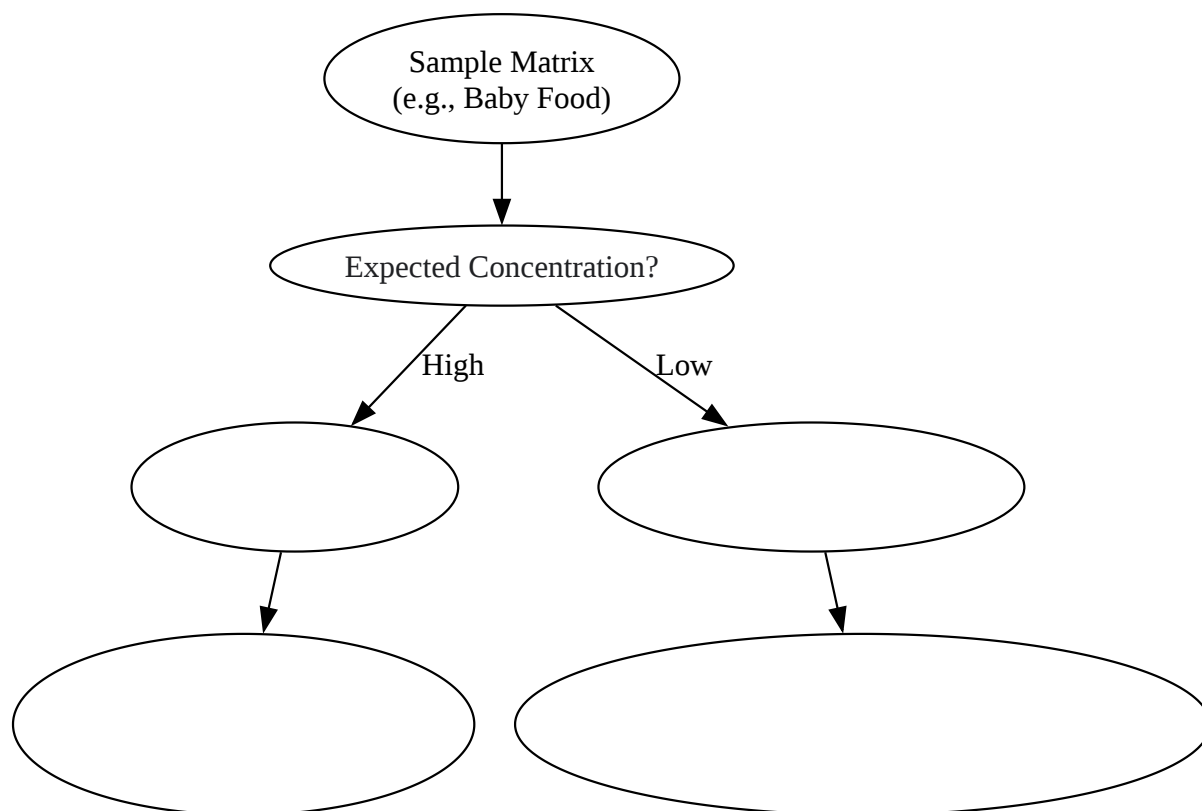 Sample Matrix
(e.g., Baby Food)
Expected Concentration?
High
Low